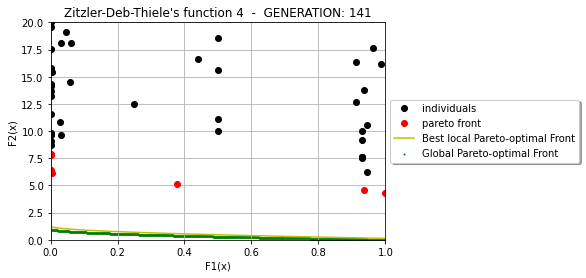 Zitzler-Deb-Thiele's function 4 - GENERATION: 141
20.0
17.5
15.0
12.5
10.0
7.5
5.0
2.5
0.0
F2(x)
0.0 0.2 0.4 0.6 0.8 1.0
F1(x)
individuals
pareto front
Best local Pareto-optimal Front
Global Pareto-optimal Front